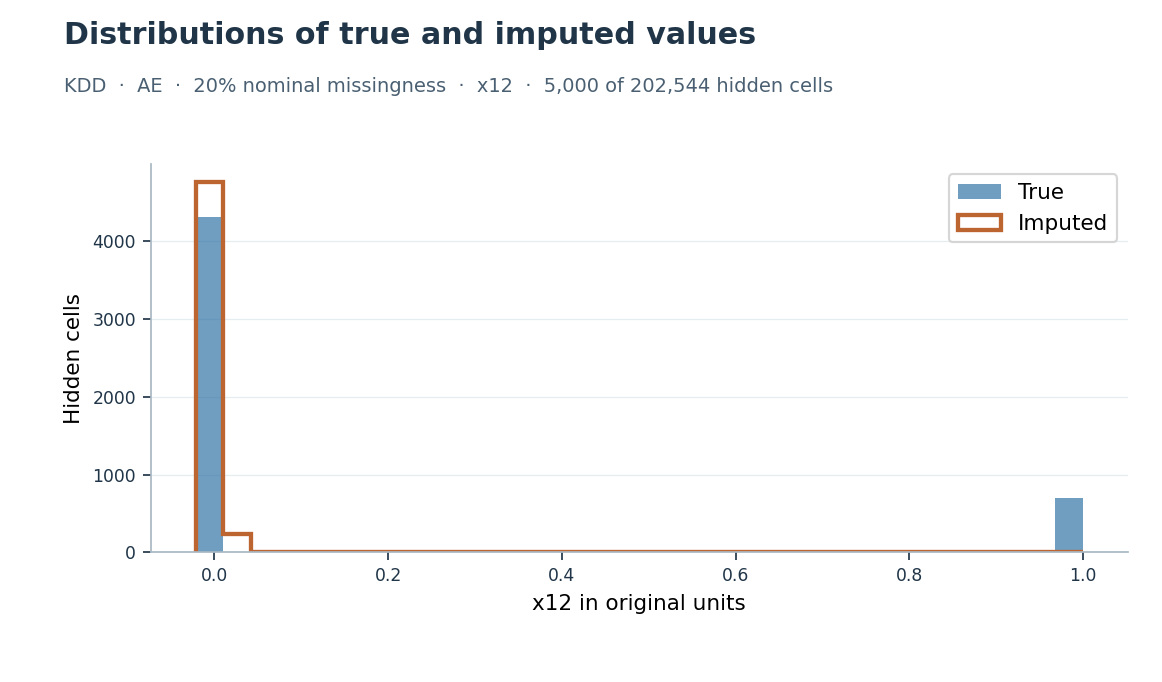 Distributions of true and imputed values
KDD · AE · 20% nominal missingness · x12 · 5,000 of 202,544 hidden cells
True
Imputed
Hidden cells
4000
3000
2000
1000
0
0.0 0.2 0.4 0.6 0.8 1.0
x12 in original units